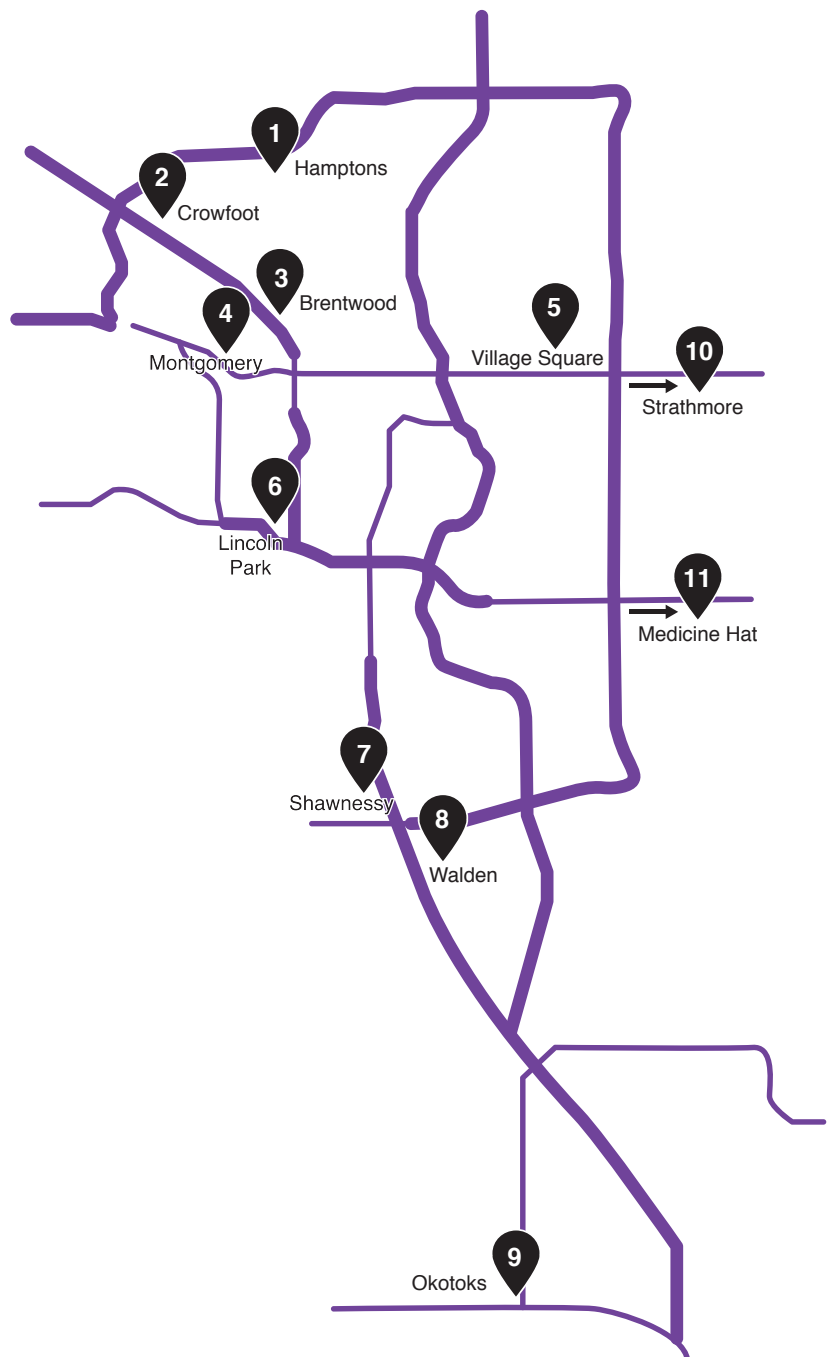 1
Hamptons
2
Crowfoot
3
Brentwood
4
Montgomery
5
Village Square
10
Strathmore
6
Lincoln
Park
11
Medicine Hat
7
Shawnessy
8
Walden
9
Okotoks